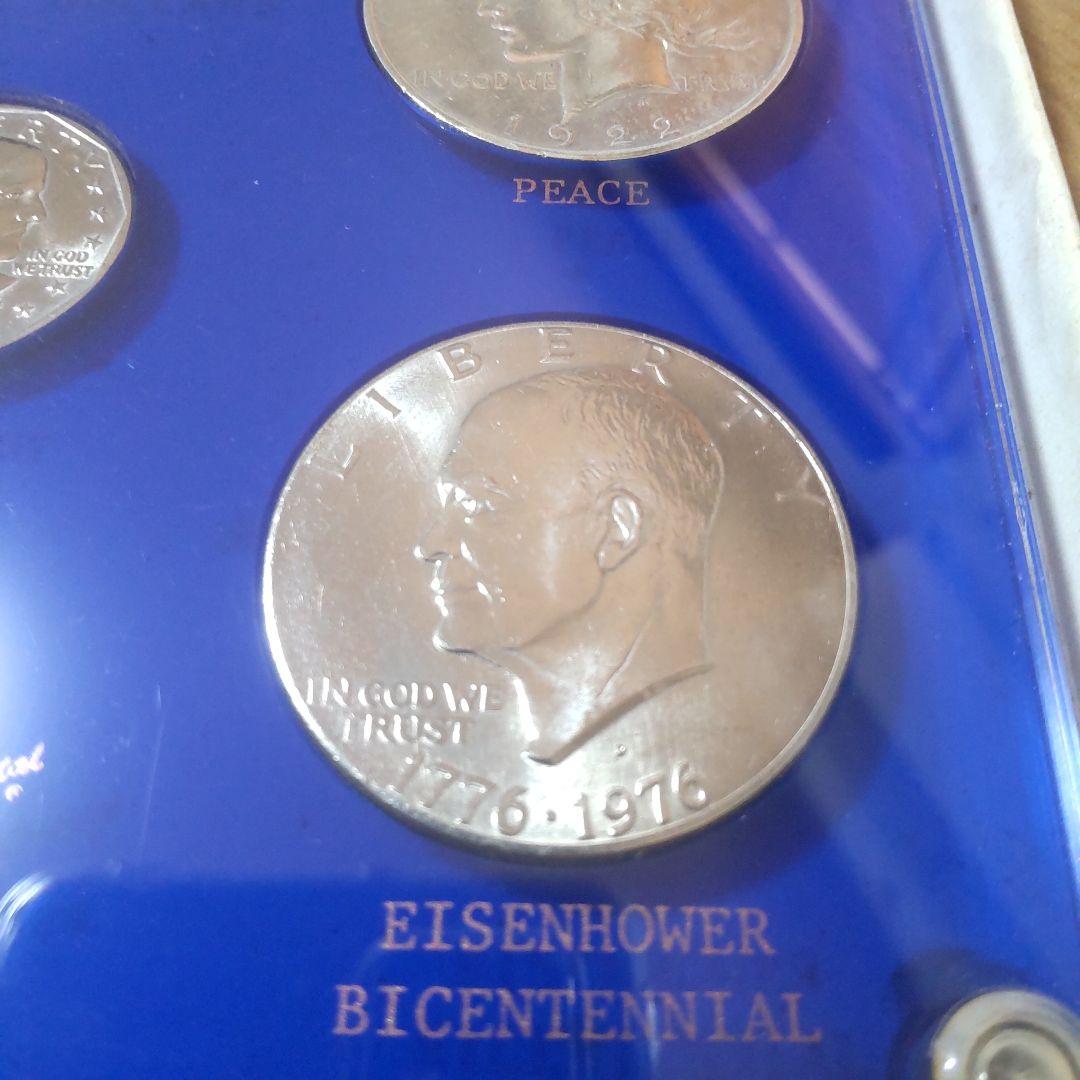 IN GOD WE TRUST
1922
PEACE
IN GOD
WE TRUST
LIBERTY
IN GOD WE
TRUST
1776 · 1976
EISENHOWER
BICENTENNIAL